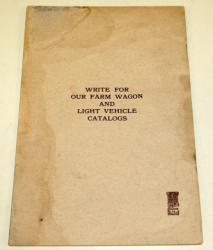 WRITE FOR
OUR FARM WAGON
AND
LIGHT VEHICLE
CATALOGS